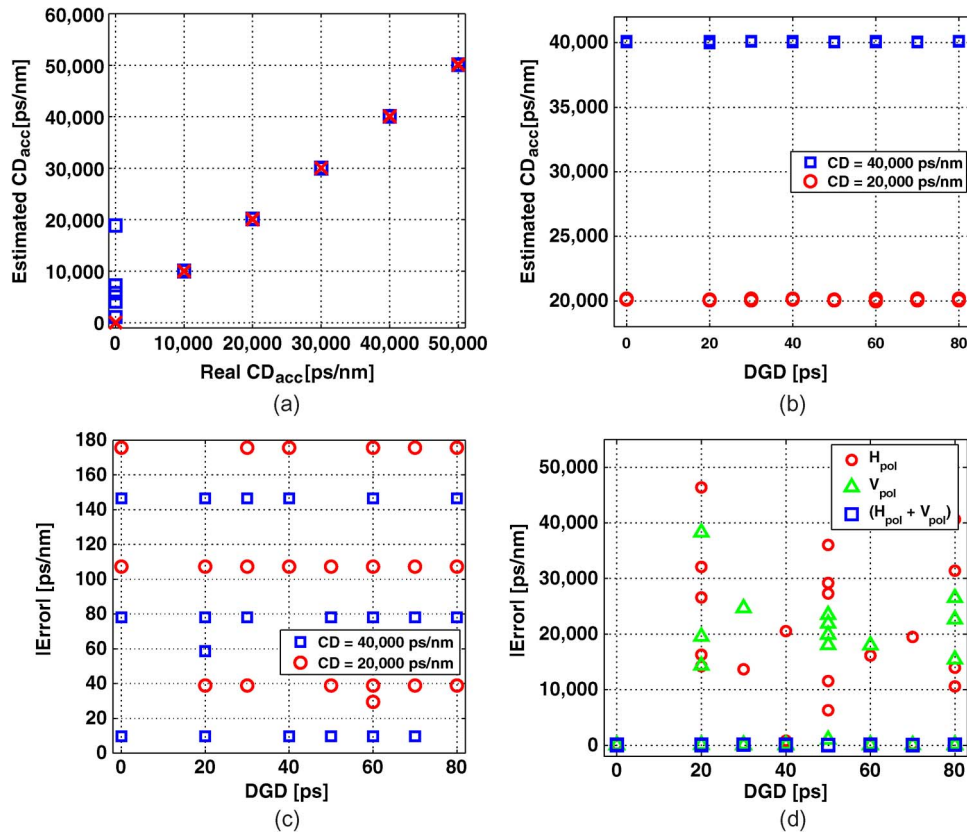 60,000
50,000
40,000
30,000
20,000
10,000
0
Estimated CDacc[ps/nm]
0 10,000 20,000 30,000 40,000 50,000
Real CDacc[ps/nm]
(a)
40,000
35,000
30,000
25,000
20,000
Estimated CDacc[ps/nm]
CD = 40,000 ps/nm
CD = 20,000 ps/nm
0 20 40 60 80
DGD [ps]
(b)
180
160
140
120
100
80
60
40
20
0
|Error| [ps/nm]
CD = 40,000 ps/nm
CD = 20,000 ps/nm
0 20 40 60 80
DGD [ps]
(c)
50,000
40,000
30,000
20,000
10,000
0
|Error| [ps/nm]
Hpol
Vpol
(Hpol + Vpol)
0 20 40 60 80
DGD [ps]
(d)